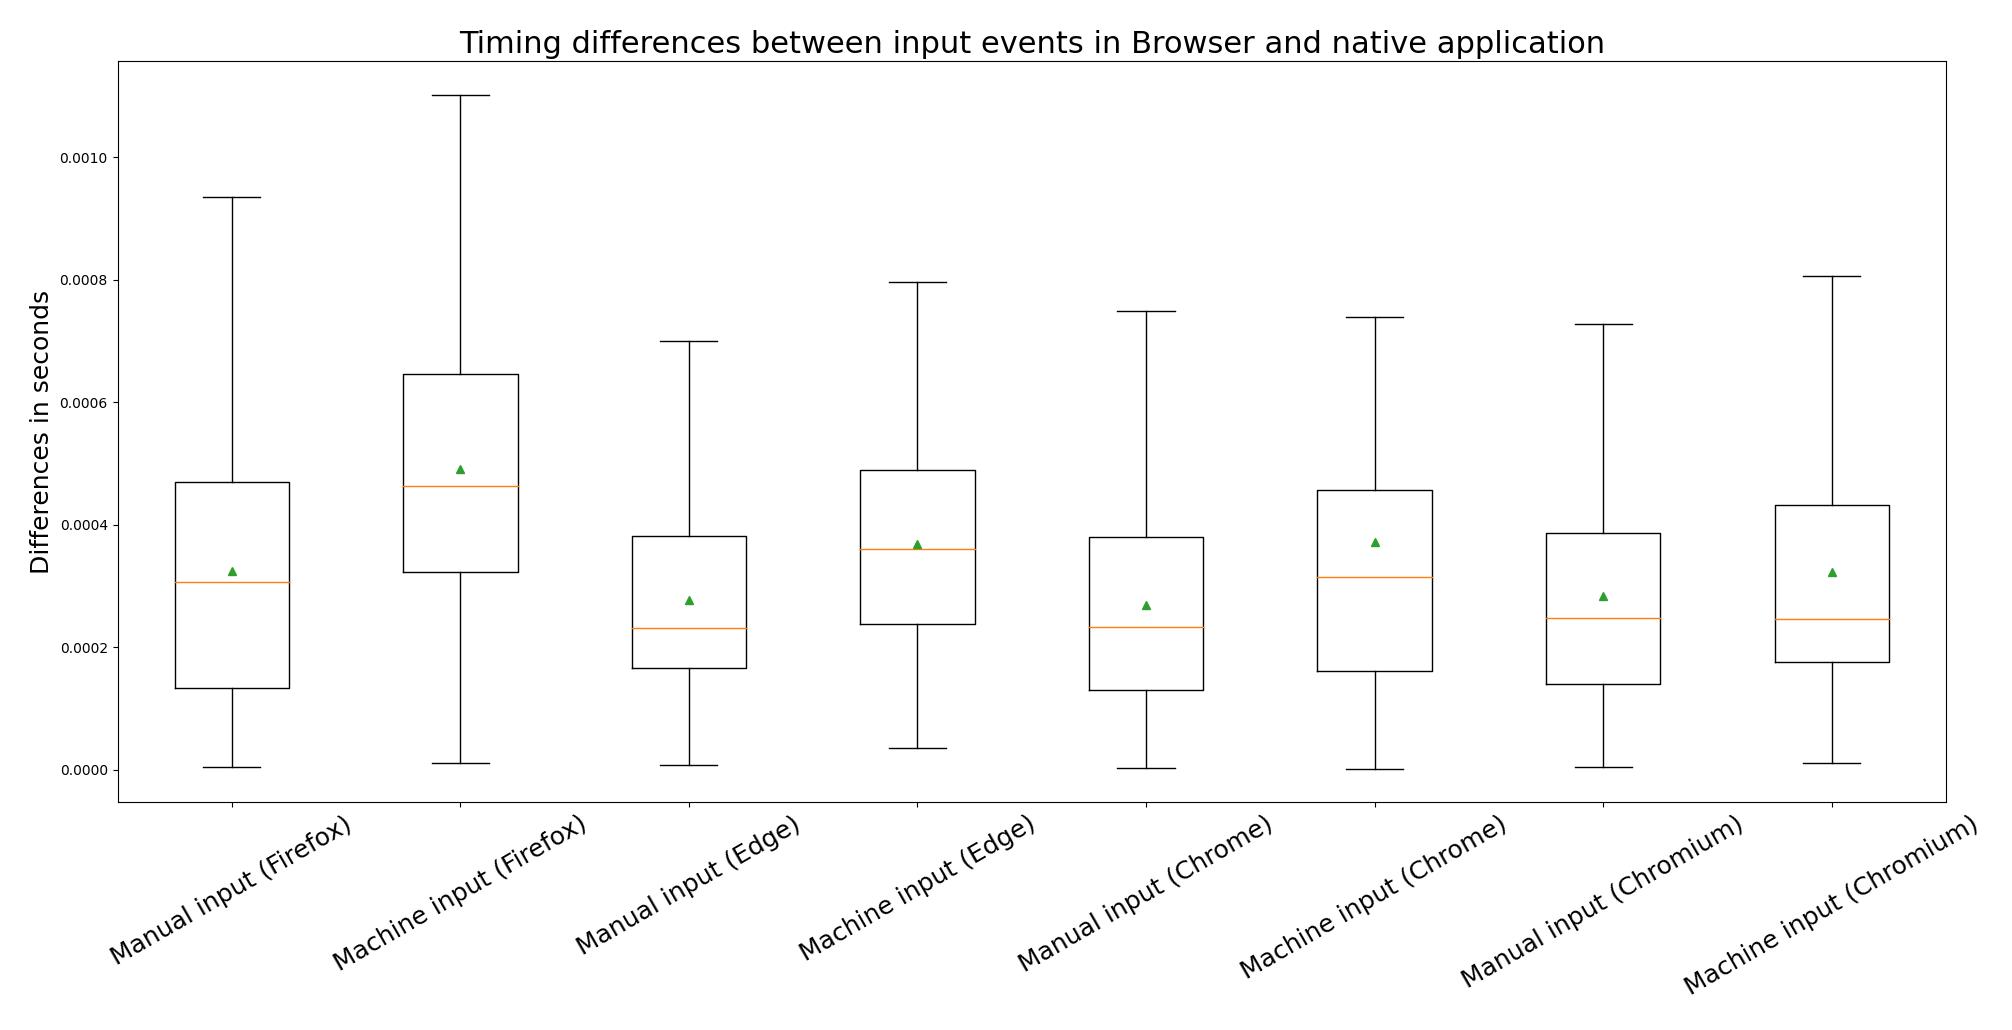 Timing differences between input events in Browser and native application
Differences in seconds
0.0010
0.0008
0.0006
0.0004
0.0002
0.0000
Manual input (Firefox)
Machine input (Firefox)
Manual input (Edge)
Machine input (Edge)
Manual input (Chrome)
Machine input (Chrome)
Manual input (Chromium)
Machine input (Chromium)